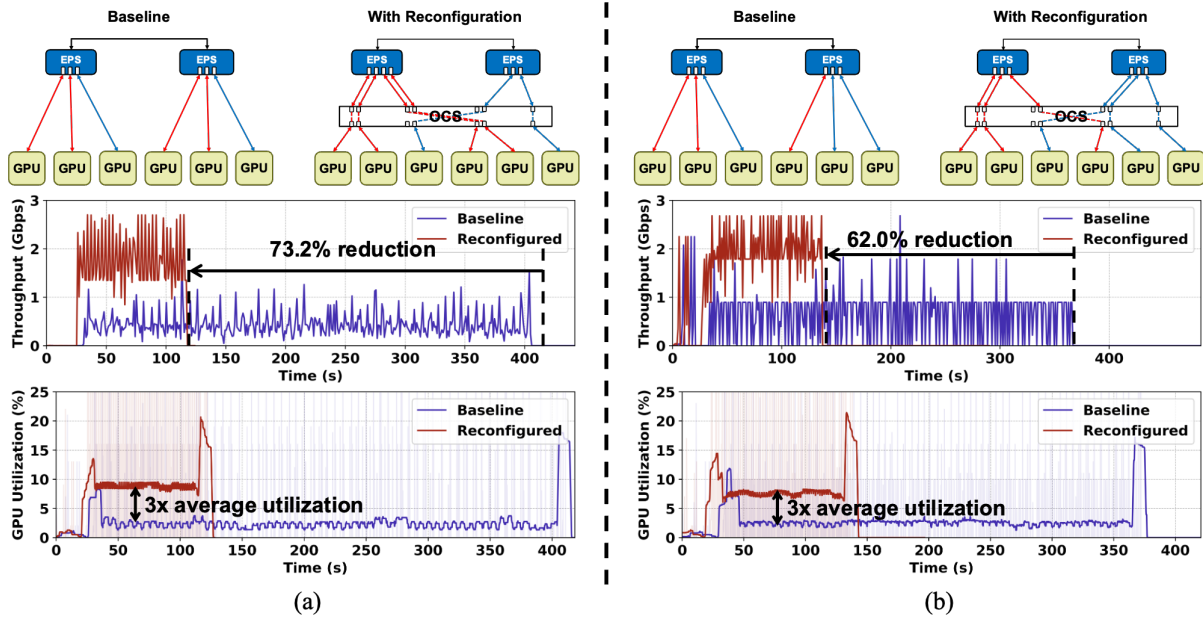 Baseline
With Reconfiguration
EPS
EPS
EPS
EPS
OCS
GPU
GPU
GPU
GPU
GPU
GPU
GPU
GPU
GPU
GPU
GPU
GPU
Throughput (Gbps)
3
2
1
0
Baseline
Reconfigured
73.2% reduction
0 50 100 150 200 250 300 350 400
Time (s)
GPU Utilization (%)
25
20
15
10
5
0
Baseline
Reconfigured
3x average utilization
0 50 100 150 200 250 300 350 400
Time (s)
(a)
Baseline
With Reconfiguration
EPS
EPS
EPS
EPS
OCS
GPU
GPU
GPU
GPU
GPU
GPU
GPU
GPU
GPU
GPU
GPU
GPU
Throughput (Gbps)
3
2
1
0
Baseline
Reconfigured
62.0% reduction
0 100 200 300 400
Time (s)
GPU Utilization (%)
25
20
15
10
5
0
Baseline
Reconfigured
3x average utilization
0 50 100 150 200 250 300 350 400
Time (s)
(b)